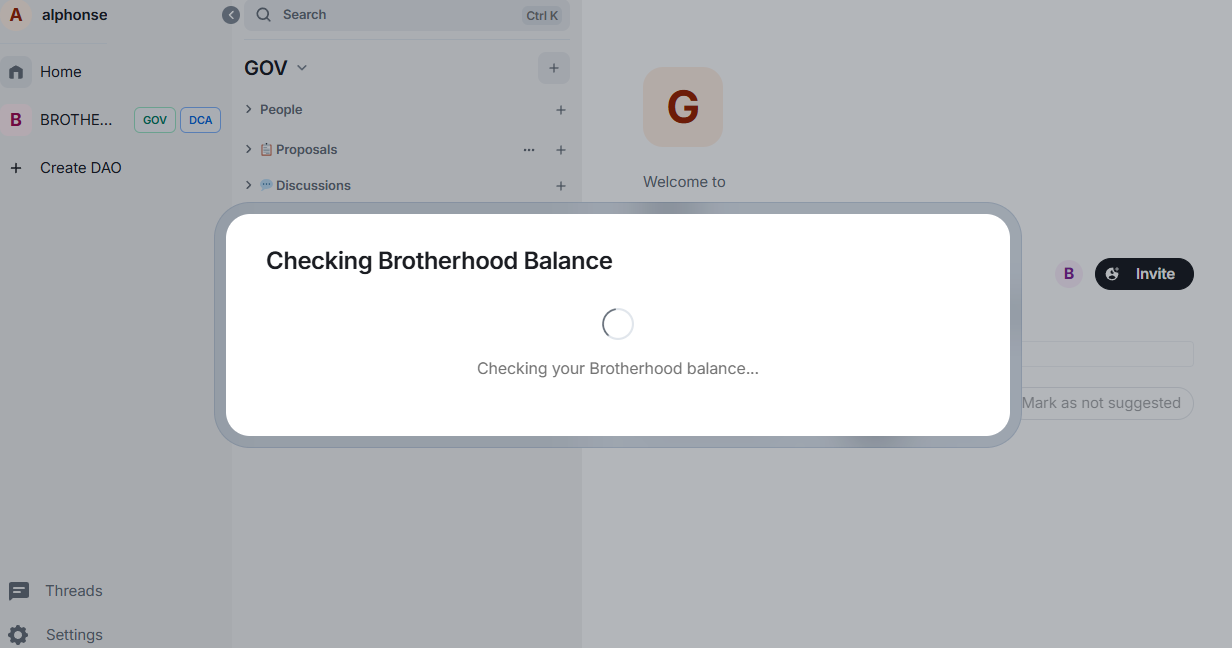 A alphonse
Home
B BROTHE... GOV DCA
Create DAO
Threads
Settings
Search Ctrl K
GOV
People
Proposals
Discussions
G
Welcome to
B Invite
Mark as not suggested
Checking Brotherhood Balance
Checking your Brotherhood balance...